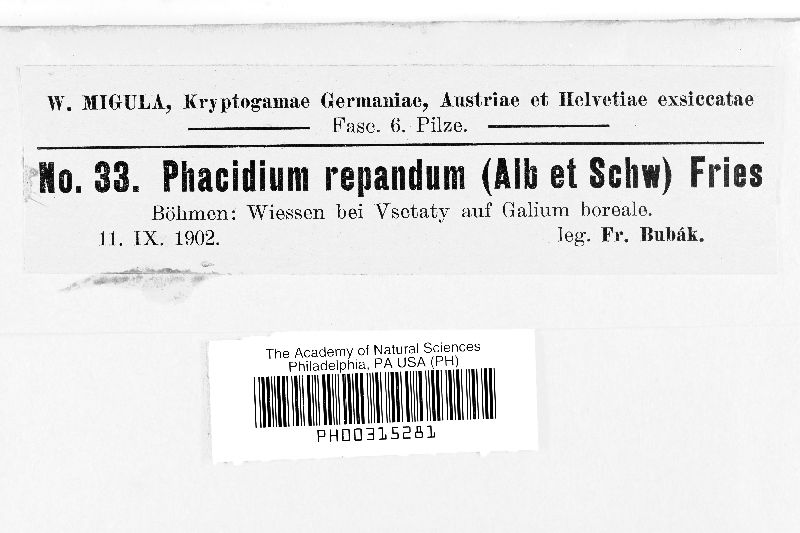 W. MIGULA, Kryptogamae Germaniae, Austriae et Helvetiae exsiccatae
Fasc. 6. Pilze.
No. 33. Phacidium repandum (Alb et Schw) Fries
Böhmen: Wiessen bei Vsetaty auf Galium boreale.
11. IX. 1902. leg. Fr. Bubák.
The Academy of Natural Sciences
Philadelphia, PA USA (PH)
PH00315281